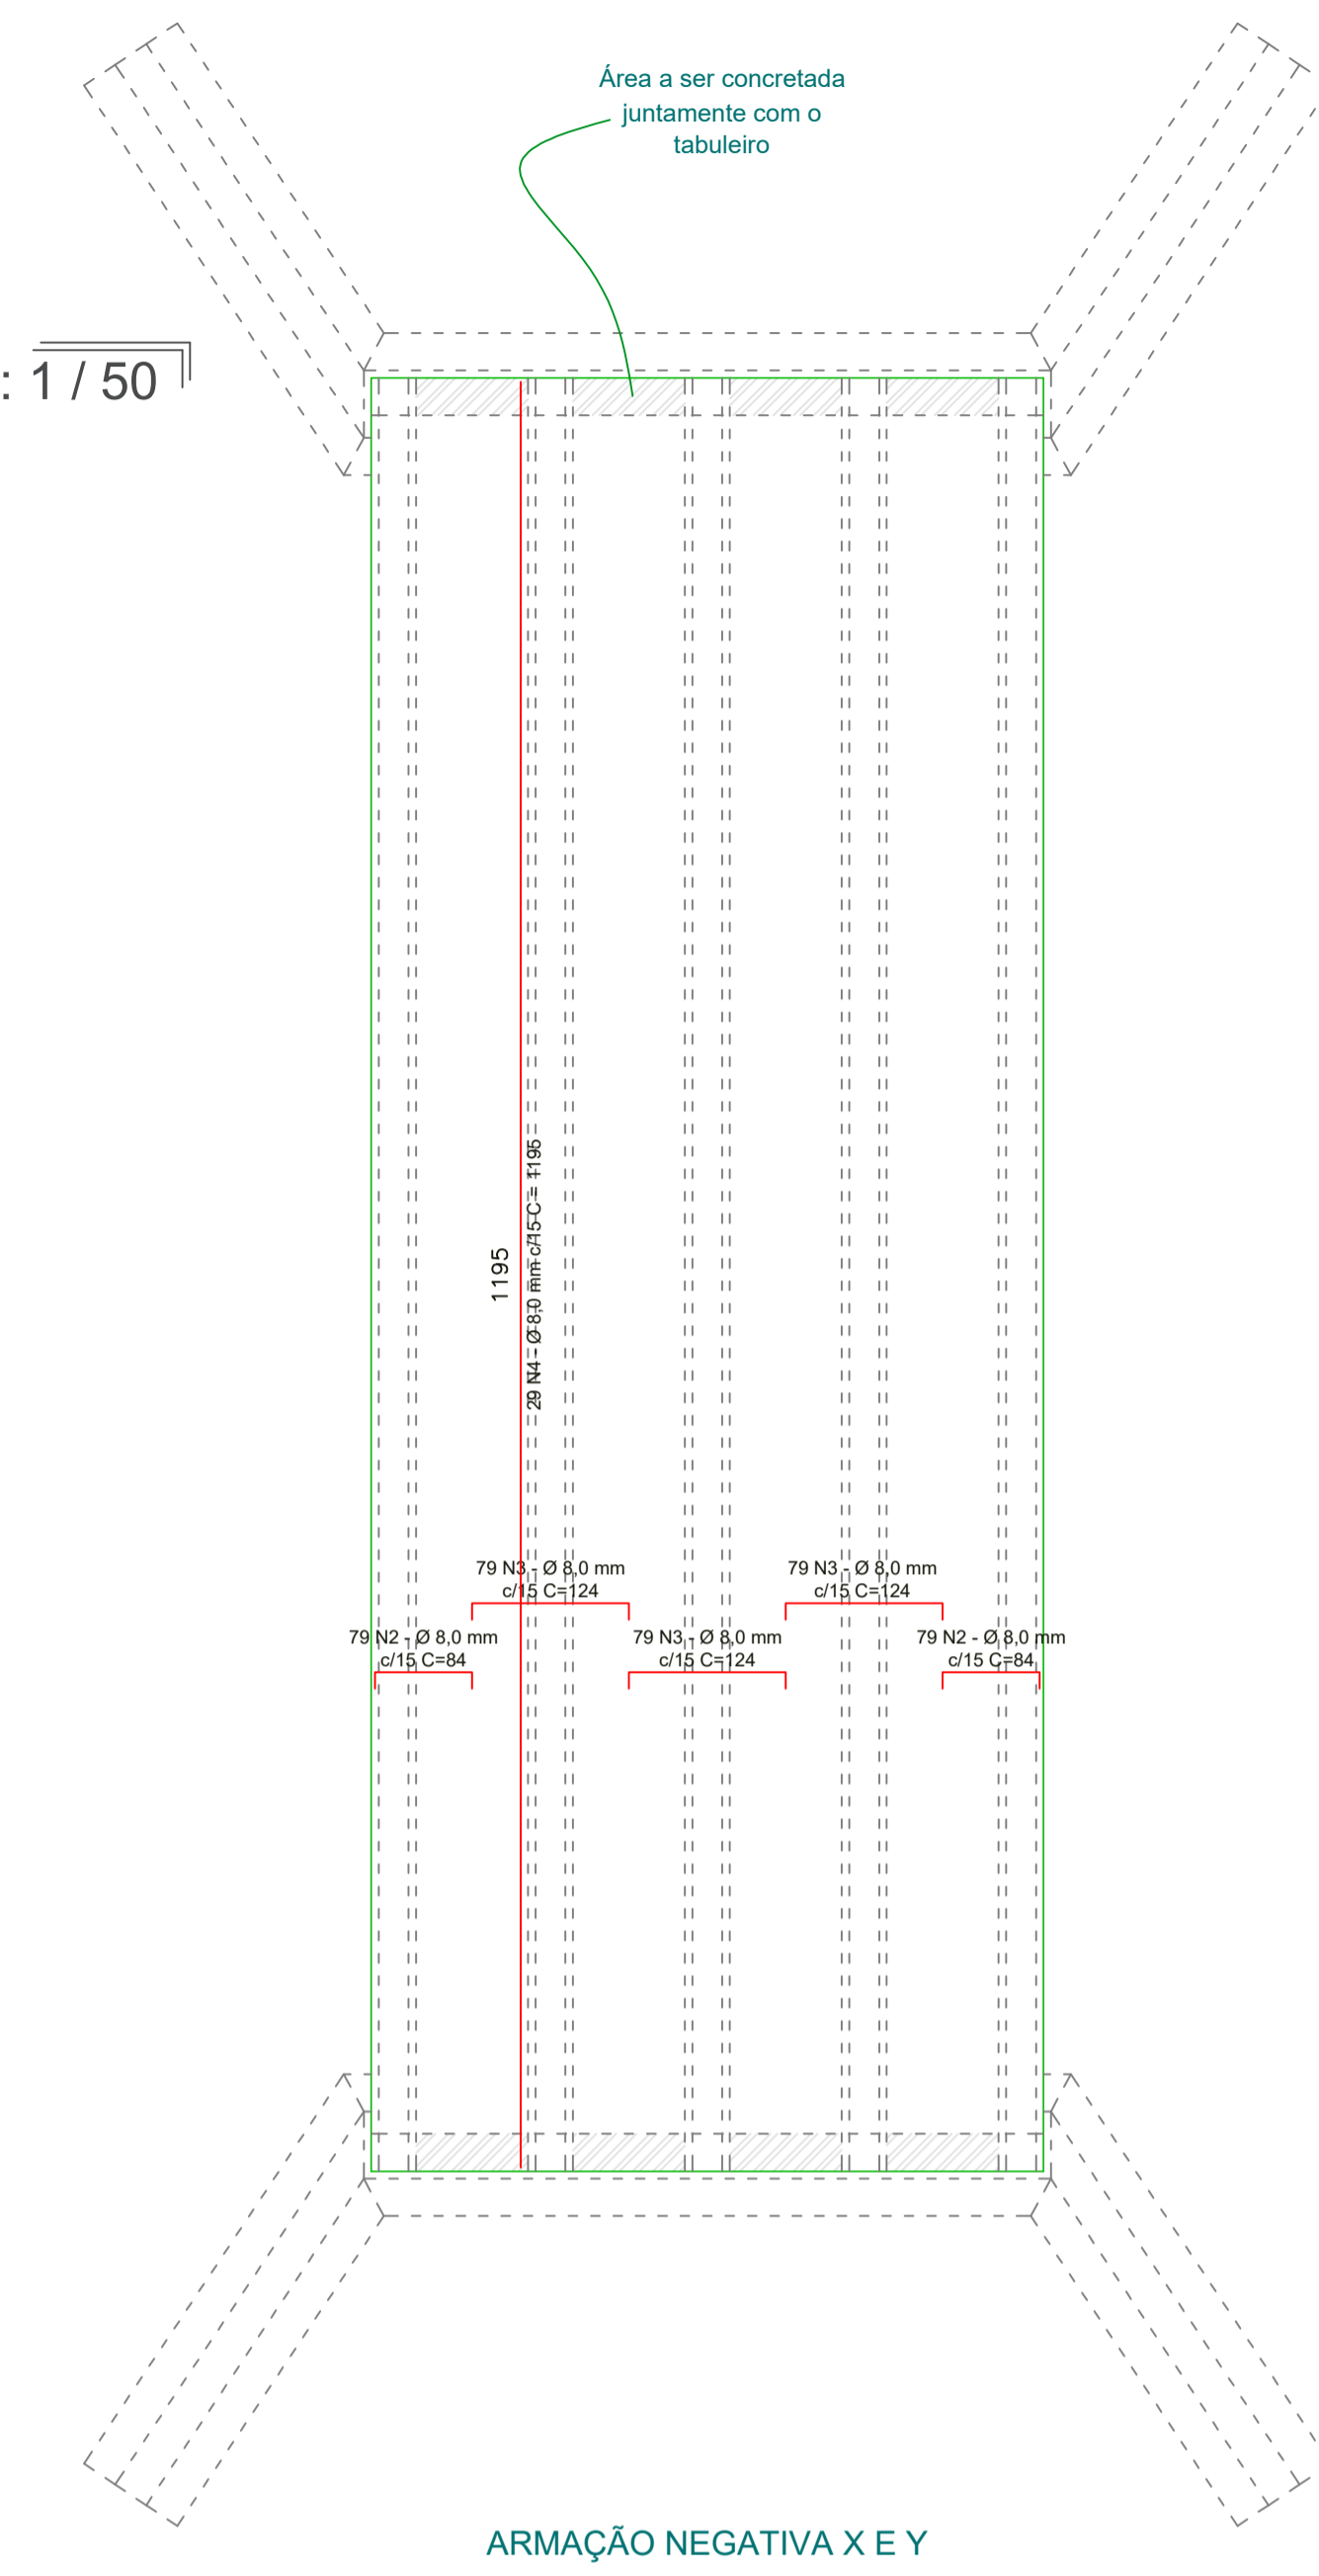 Área a ser concretada
juntamente com o
tabuleiro
: 1 / 50
1195
29 N4 - Ø 8,0 mm c/15 C = 1195
79 N3 - Ø 8,0 mm
c/15 C=124
79 N3 - Ø 8,0 mm
c/15 C=124
79 N2 - Ø 8,0 mm
c/15 C=84
79 N3 - Ø 8,0 mm
c/15 C=124
79 N2 - Ø 8,0 mm
c/15 C=84
ARMAÇÃO NEGATIVA X E Y